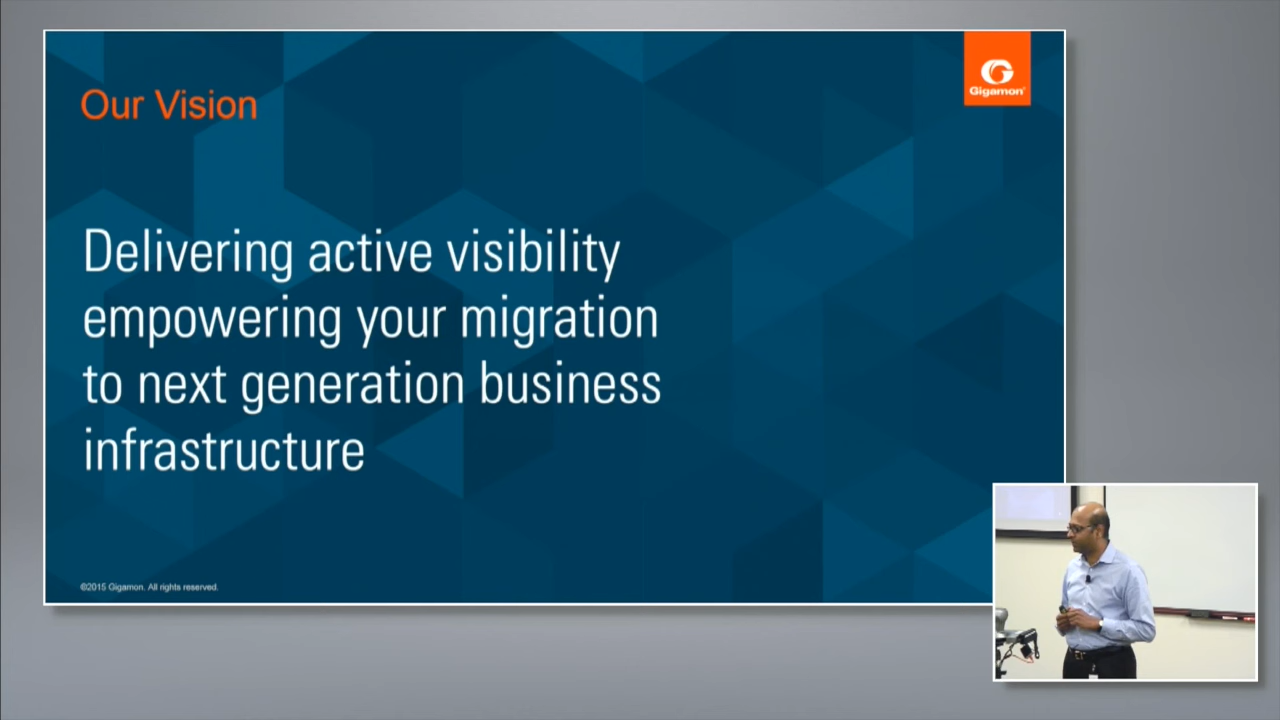 Our Vision
Gigamon®
Delivering active visibility
empowering your migration
to next generation business
infrastructure
©2015 Gigamon. All rights reserved.